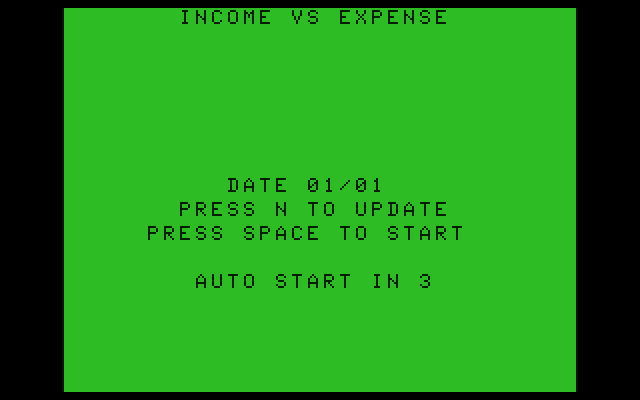 INCOME VS EXPENSE
DATE 01/01
PRESS N TO UPDATE
PRESS SPACE TO START
AUTO START IN 3